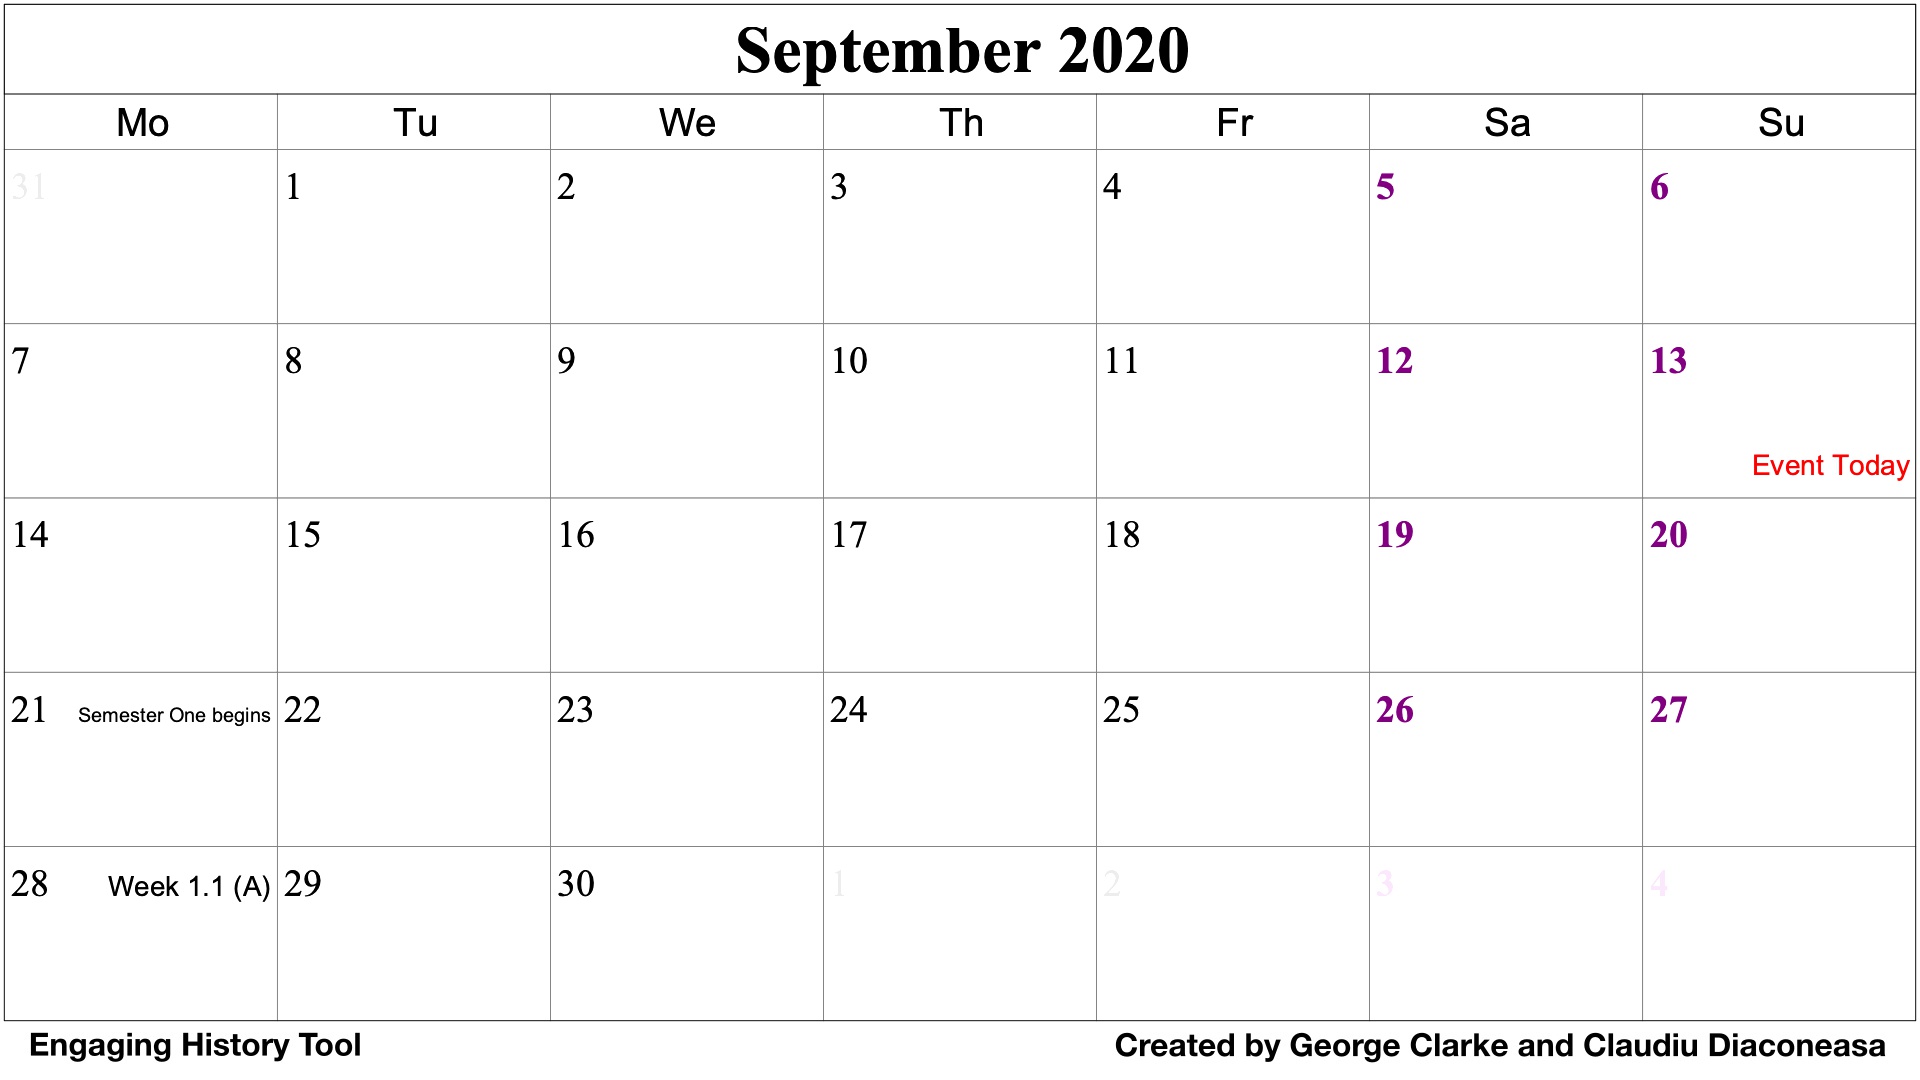 September 2020
Mo Tu We Th Fr Sa Su
31 1 2 3 4 5 6
7 8 9 10 11 12 13
Event Today
14 15 16 17 18 19 20
21 Semester One begins 22 23 24 25 26 27
28 Week 1.1 (A) 29 30 1 2 3 4
Engaging History Tool Created by George Clarke and Claudiu Diaconeasa